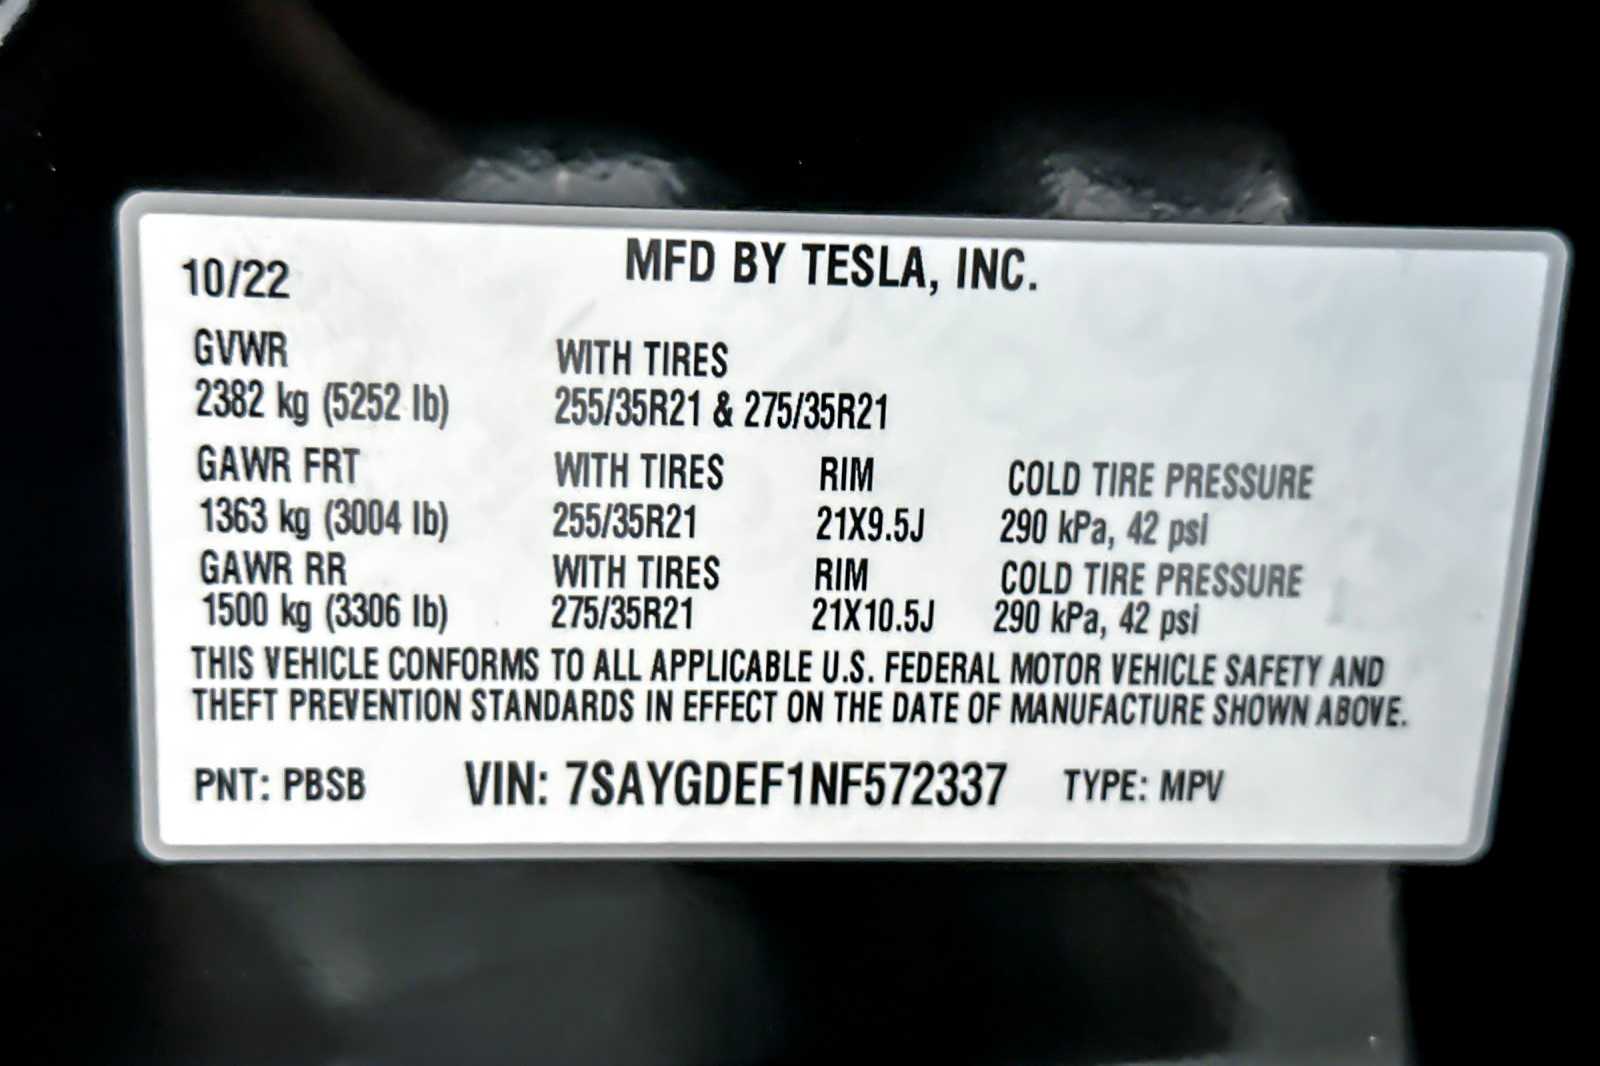 10/22 MFD BY TESLA, INC.
GVWR WITH TIRES
2382 kg (5252 lb) 255/35R21 & 275/35R21
GAWR FRT WITH TIRES RIM COLD TIRE PRESSURE
1363 kg (3004 lb) 255/35R21 21X9.5J 290 kPa, 42 psi
GAWR RR WITH TIRES RIM COLD TIRE PRESSURE
1500 kg (3306 lb) 275/35R21 21X10.5J 290 kPa, 42 psi
THIS VEHICLE CONFORMS TO ALL APPLICABLE U.S. FEDERAL MOTOR VEHICLE SAFETY AND
THEFT PREVENTION STANDARDS IN EFFECT ON THE DATE OF MANUFACTURE SHOWN ABOVE.
PNT: PBSB VIN: 7SAYGDEF1NF572337 TYPE: MPV